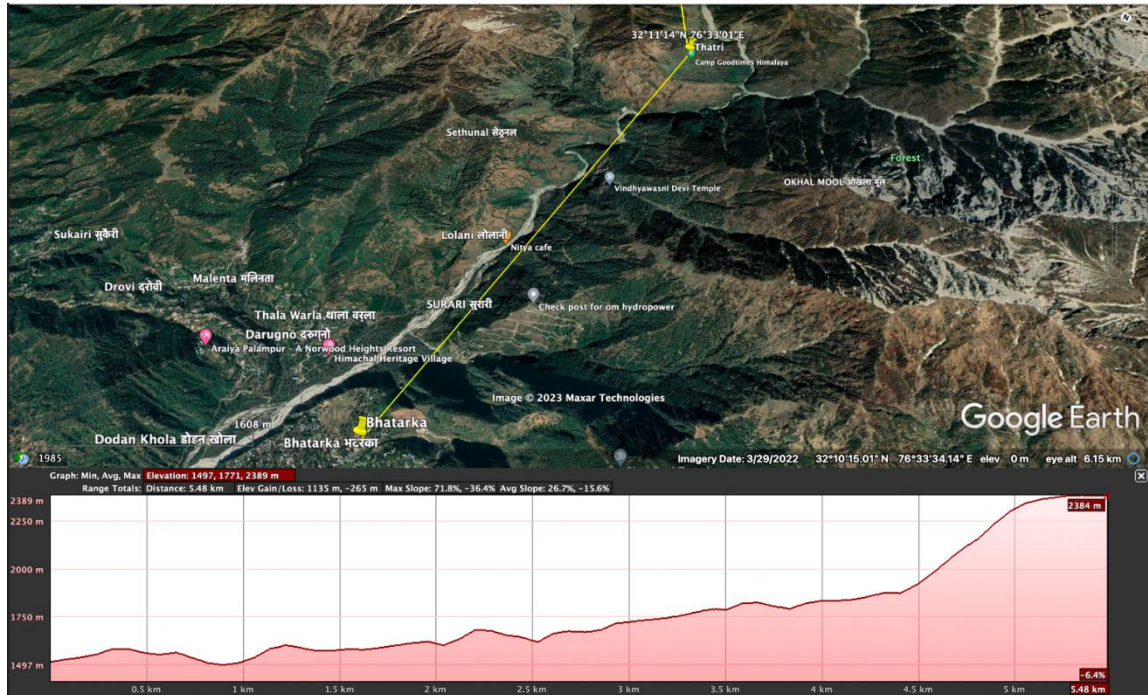 32°11'14"N 76°33'01"E
Thatri
Camp Goodtimes Himalaya
Sethunal सेठुनल
Forest
Vindhyawasni Devi Temple
OKHAL MOOL ओखला मूल
Sukairi सुकैरी
Lolani लोलानी
Nitya cafe
Malenta मलिनता
Drovi द्रोवी
SURARI सुरारी
Check post for om hydropower
Thala Warla थाला वरला
Darugno दरुगनो
Araiya Palampur - A Norwood Heights Resort
Himachal Heritage Village
Image © 2023 Maxar Technologies
Google Earth
1608 m
Bhatarka
Dodan Khola डोडन खोला
Bhatarka भटरका
1985
Imagery Date: 3/29/2022 32°10'15.01" N 76°33'34.14" E elev 0 m eye alt 6.15 km
Graph: Min, Avg, Max Elevation: 1497, 1771, 2389 m
Range Totals: Distance: 5.48 km Elev Gain/Loss: 1135 m, -265 m Max Slope: 71.8%, -36.4% Avg Slope: 26.7%, -15.6%
2389 m
2384 m
2250 m
2000 m
1750 m
1497 m
-6.4%
0.5 km 1 km 1.5 km 2 km 2.5 km 3 km 3.5 km 4 km 4.5 km 5 km 5.48 km